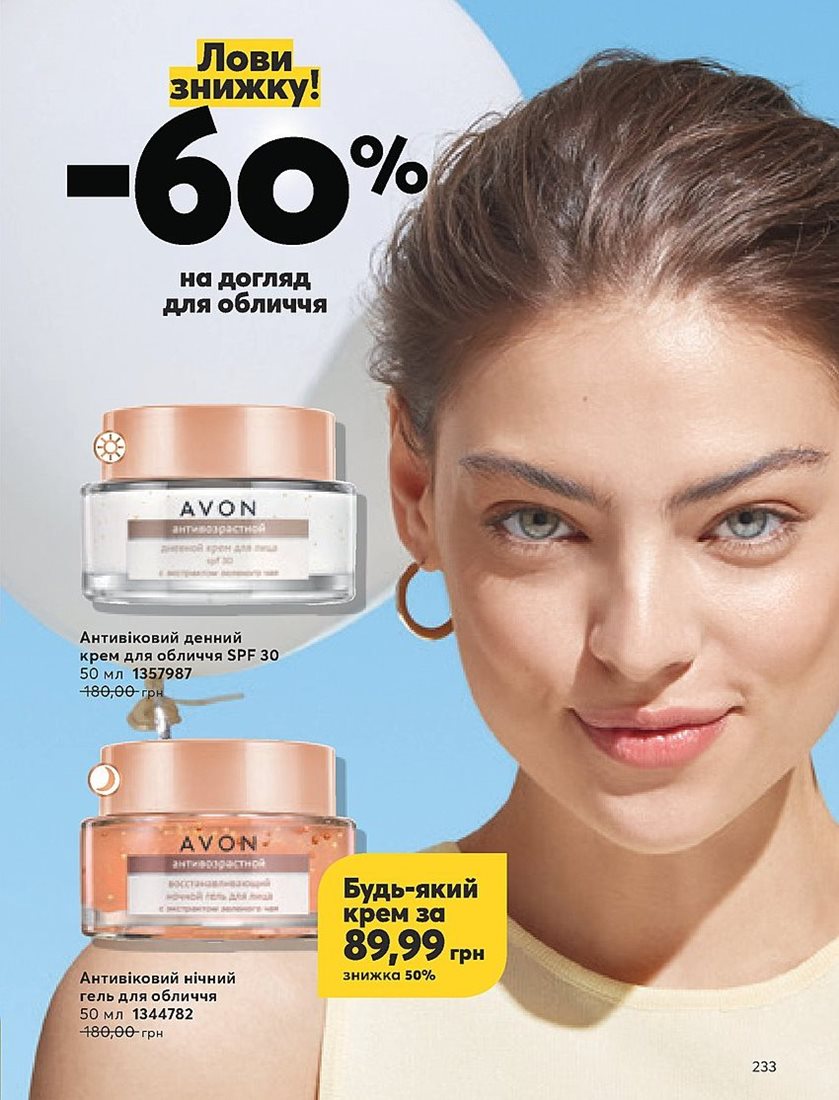 Лови
знижку!
-60%
на догляд
для обличчя
AVON
антивозрастной
дневной крем для лица
spf 30
с экстрактом зеленого чая
Антивіковий денний
крем для обличчя SPF 30
50 мл 1357987
180,00 грн
AVON
антивозрастной
восстанавливающий
ночной гель для лица
с экстрактом зеленого чая
Будь-який
крем за
89,99 грн
знижка 50%
Антивіковий нічний
гель для обличчя
50 мл 1344782
180,00 грн
233